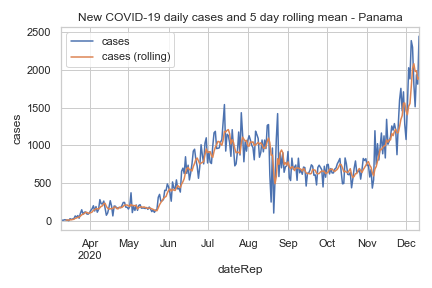 New COVID-19 daily cases and 5 day rolling mean - Panama
cases
cases (rolling)
2500
2000
1500
1000
500
0
cases
Apr May Jun Jul Aug Sep Oct Nov Dec
2020
dateRep